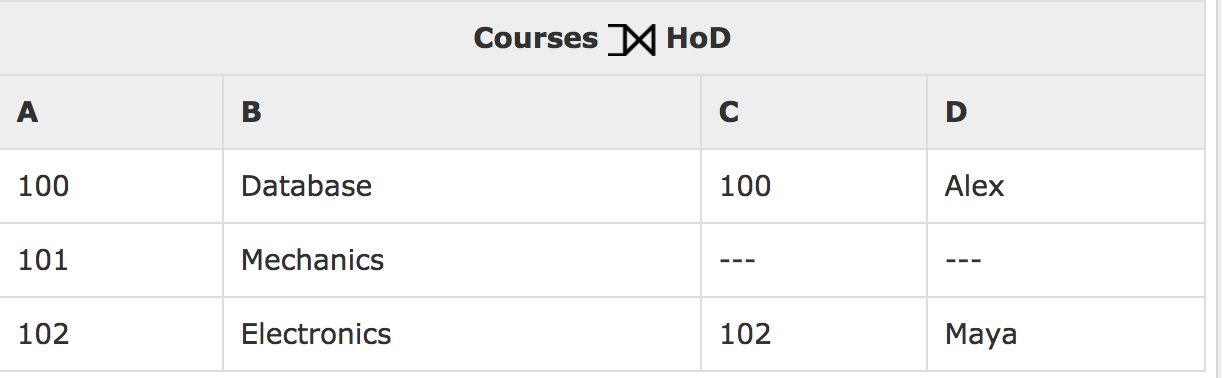 Courses ⟕ HoD
A B C D
100 Database 100 Alex
101 Mechanics --- ---
102 Electronics 102 Maya